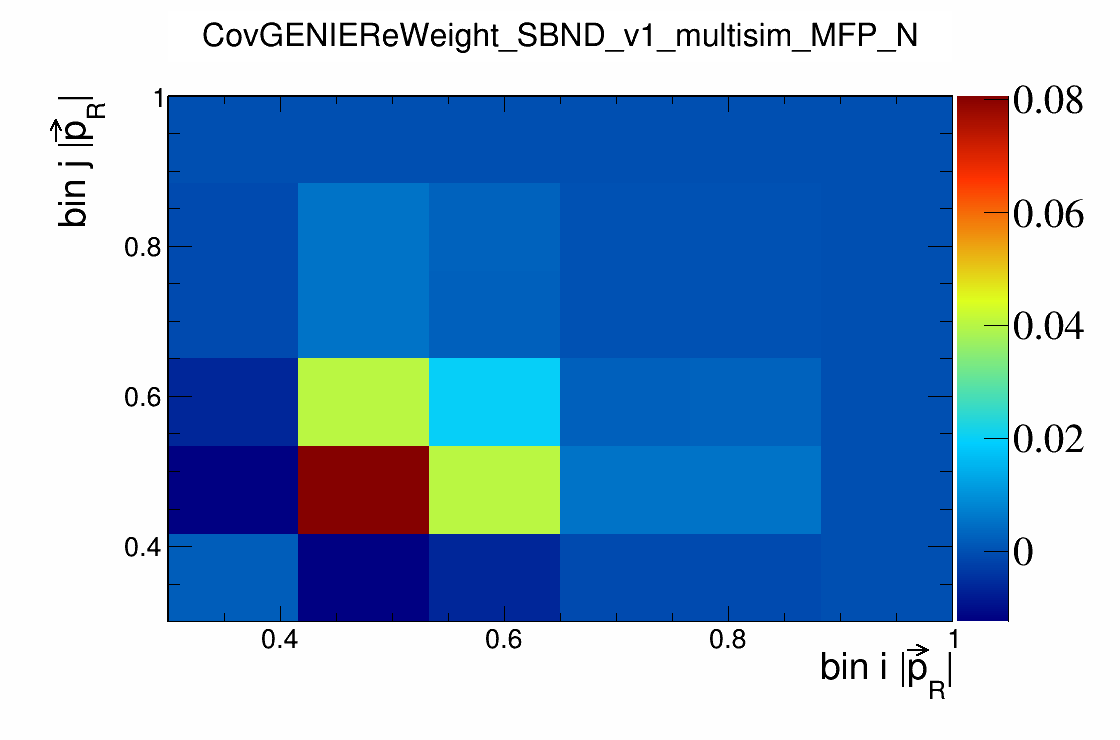 CovGENIEReWeight_SBND_v1_multisim_MFP_N
bin j |p⃗_R|
1
0.8
0.6
0.4
0.08
0.06
0.04
0.02
0
0.4 0.6 0.8 1
bin i |p⃗_R|